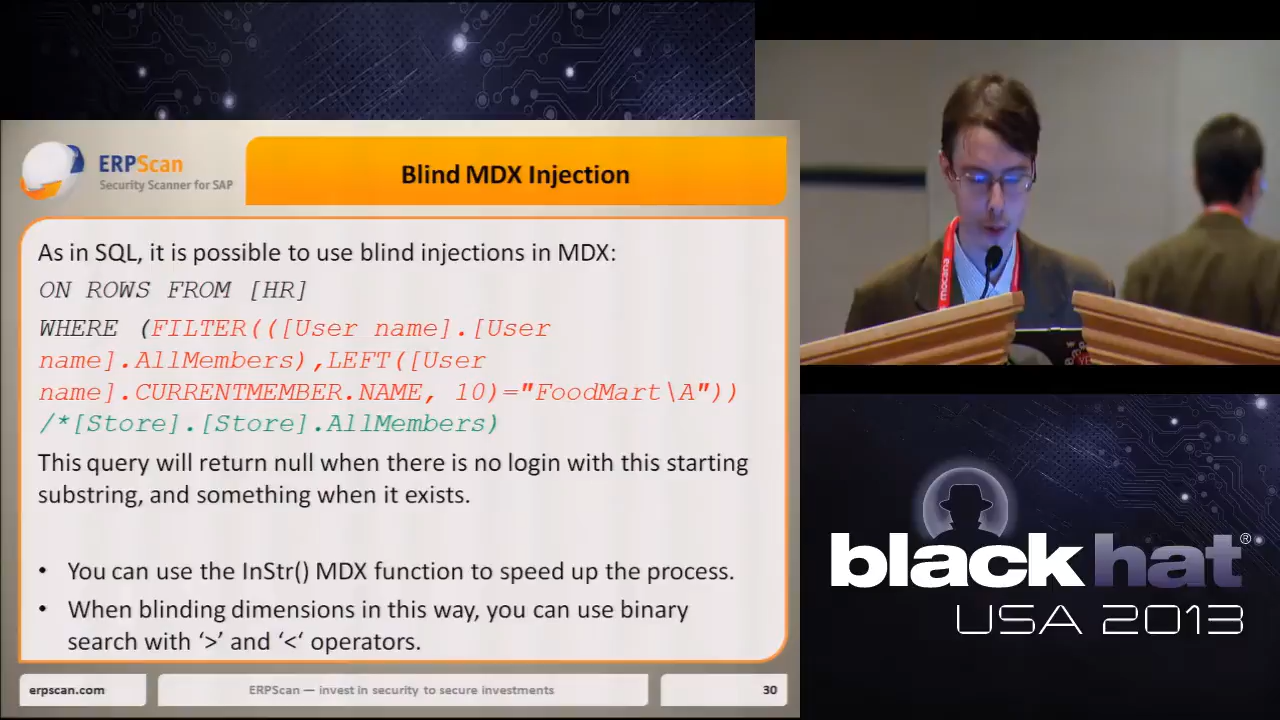 ERPScan
Security Scanner for SAP
Blind MDX Injection
As in SQL, it is possible to use blind injections in MDX:
ON ROWS FROM [HR]
WHERE (FILTER(([User name].[User
name].AllMembers),LEFT([User
name].CURRENTMEMBER.NAME, 10)="FoodMart\A"))
/*[Store].[Store].AllMembers)
This query will return null when there is no login with this starting
substring, and something when it exists.
• You can use the InStr() MDX function to speed up the process.
• When blinding dimensions in this way, you can use binary
search with ‘>’ and ‘<‘ operators.
erpscan.com
ERPScan — invest in security to secure investments
30
mocana
black hat®
USA 2013